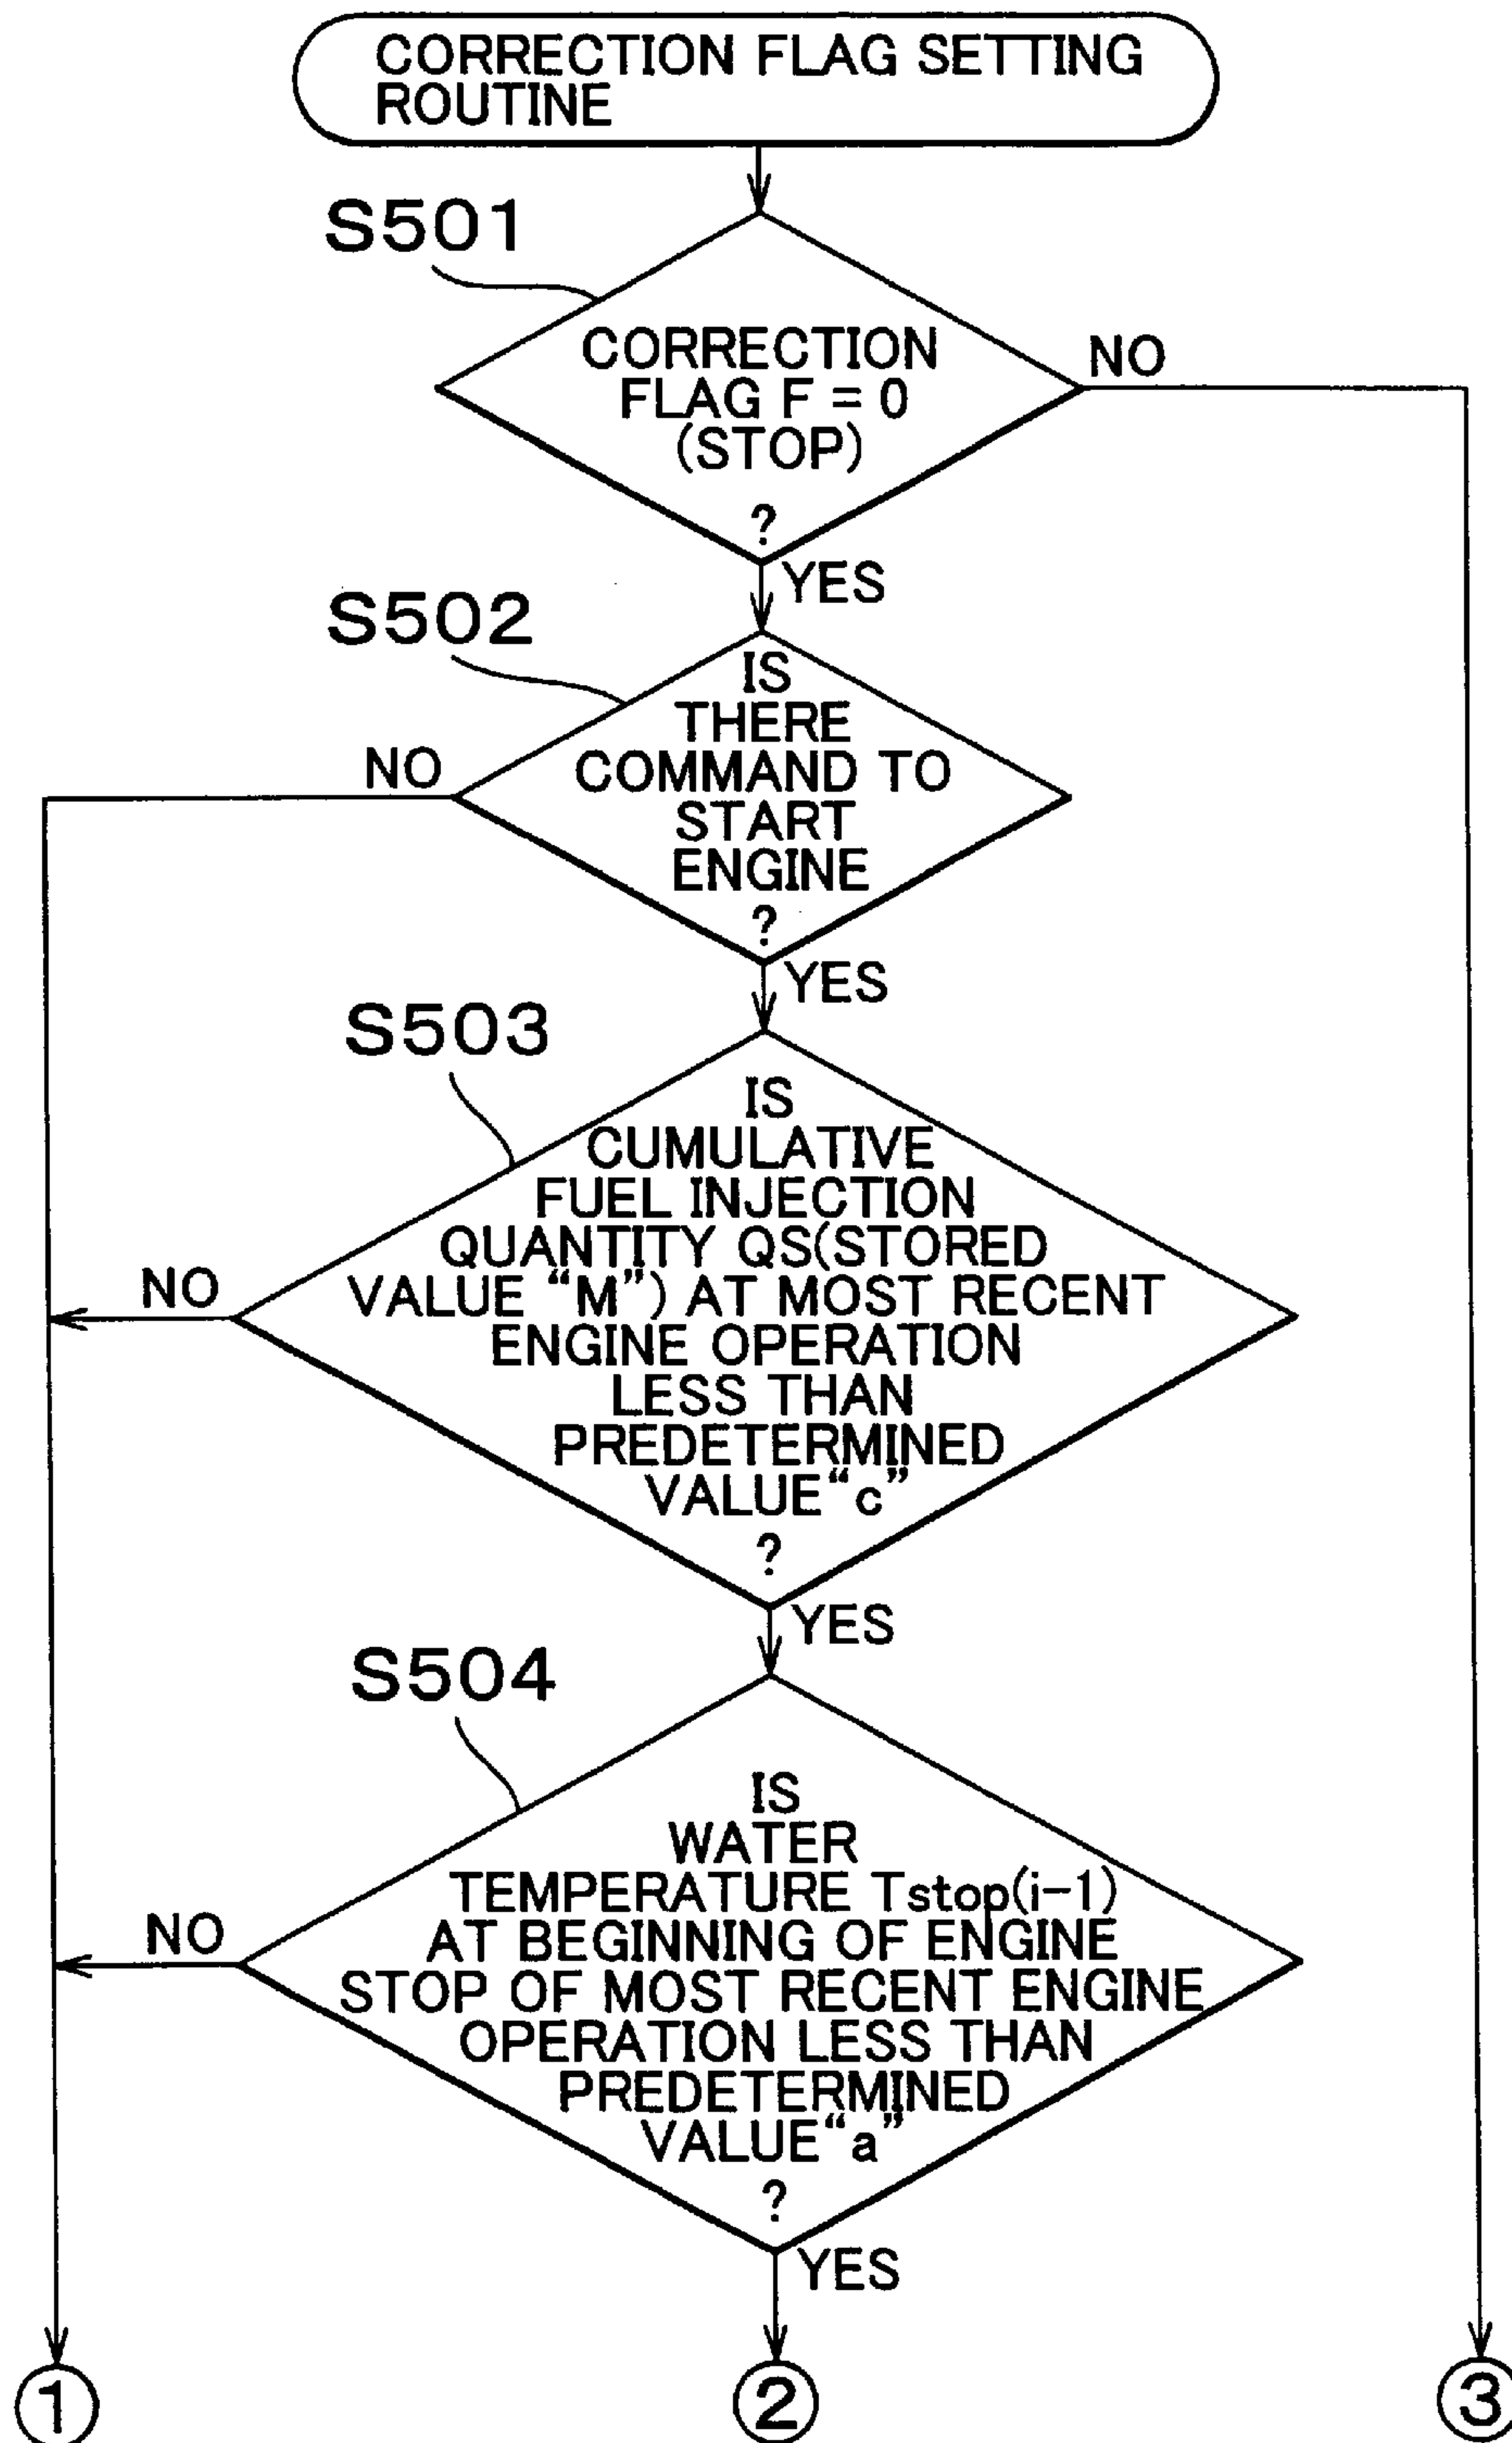 CORRECTION FLAG SETTING
ROUTINE
S501
CORRECTION
FLAG F = 0
(STOP)
?
NO
YES
S502
IS
THERE
COMMAND TO
START
ENGINE
?
NO
YES
S503
IS
CUMULATIVE
FUEL INJECTION
QUANTITY QS(STORED
VALUE “M”) AT MOST RECENT
ENGINE OPERATION
LESS THAN
PREDETERMINED
VALUE“c”
?
NO
YES
S504
IS
WATER
TEMPERATURE Tstop(i-1)
AT BEGINNING OF ENGINE
STOP OF MOST RECENT ENGINE
OPERATION LESS THAN
PREDETERMINED
VALUE“a”
?
NO
YES
1
2
3